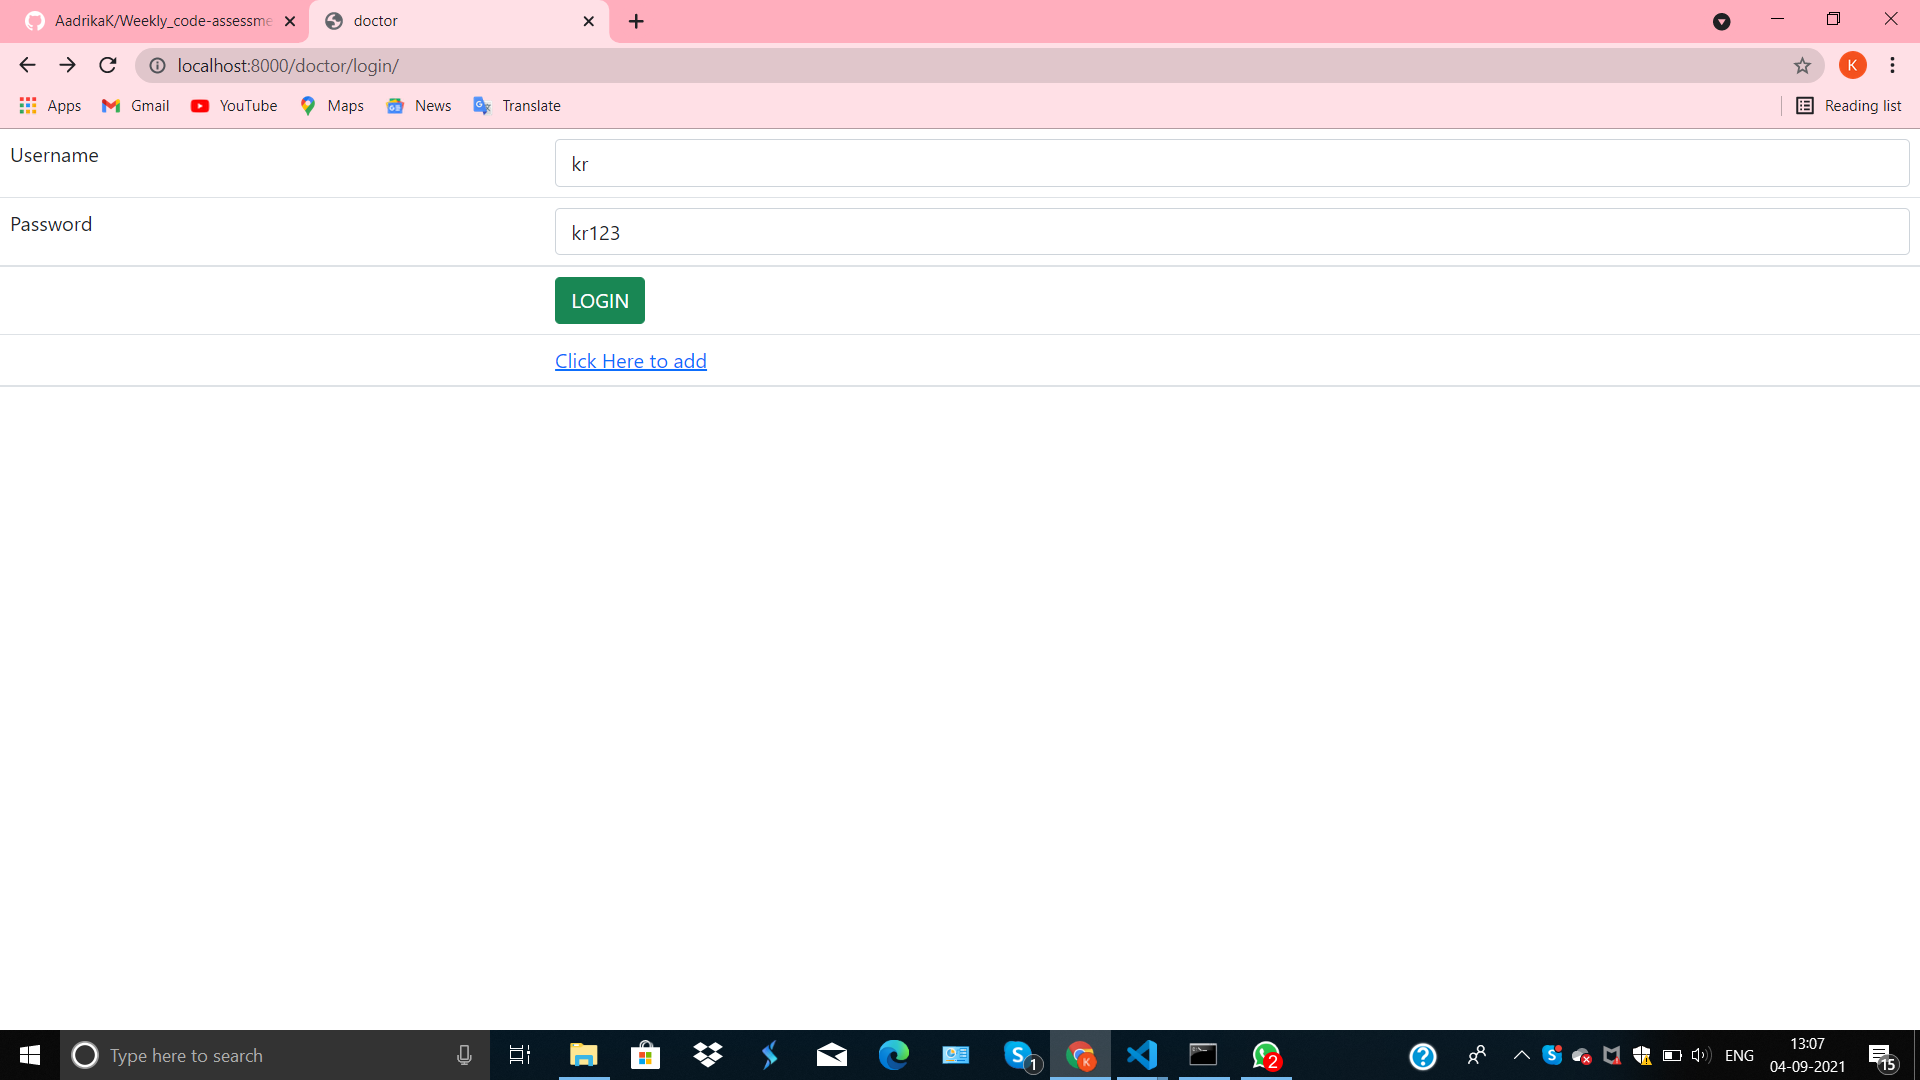 AadrikaK/Weekly_code-assessme
doctor
localhost:8000/doctor/login/
K
Apps
Gmail
YouTube
Maps
News
Translate
Reading list
Username
kr
Password
kr123
LOGIN
Click Here to add
Type here to search
1
K
2
ENG
13:07
04-09-2021
15